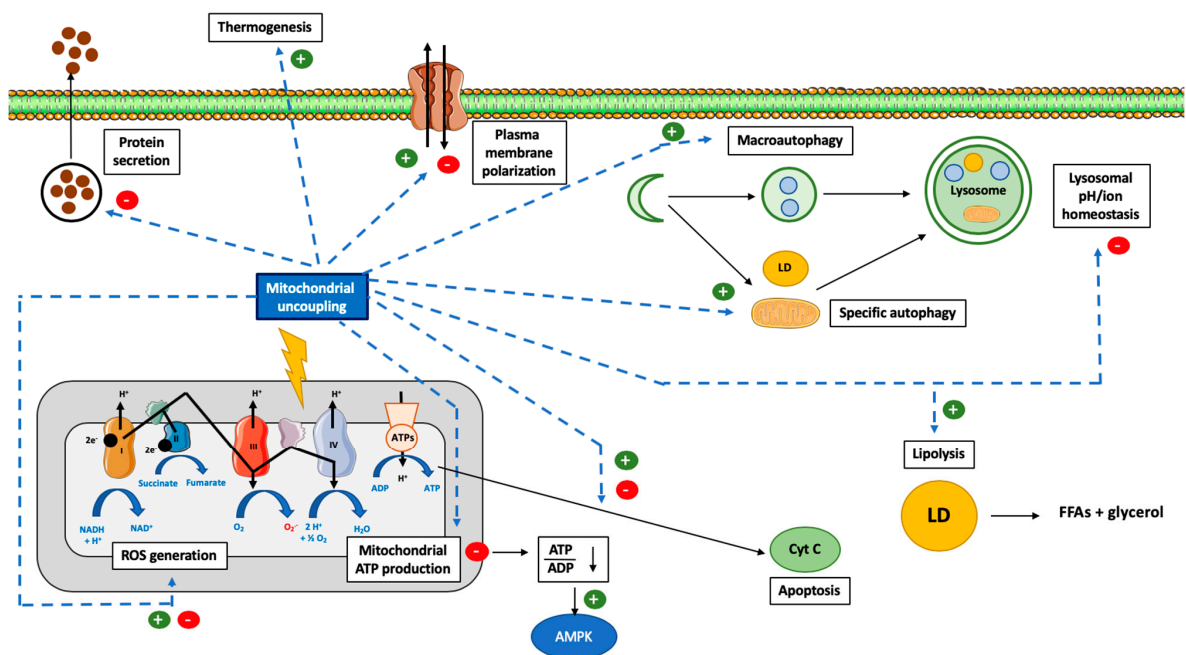 Thermogenesis
+
Protein
secretion
-
Plasma
membrane
polarization
+
-
+
Macroautophagy
Lysosome
Lysosomal
pH/ion
homeostasis
-
LD
+
Specific autophagy
Mitochondrial
uncoupling
H⁺
H⁺
H⁺
2e⁻
I
II
2e⁻
III
IV
ATPs
H⁺
Succinate
Fumarate
ADP
ATP
NADH
+ H⁺
NAD⁺
O₂
O₂·⁻
2 H⁺
+ ½ O₂
H₂O
ROS generation
+
-
Mitochondrial
ATP production
-
ATP
ADP
+
AMPK
+
-
Cyt C
Apoptosis
+
Lipolysis
LD
FFAs + glycerol